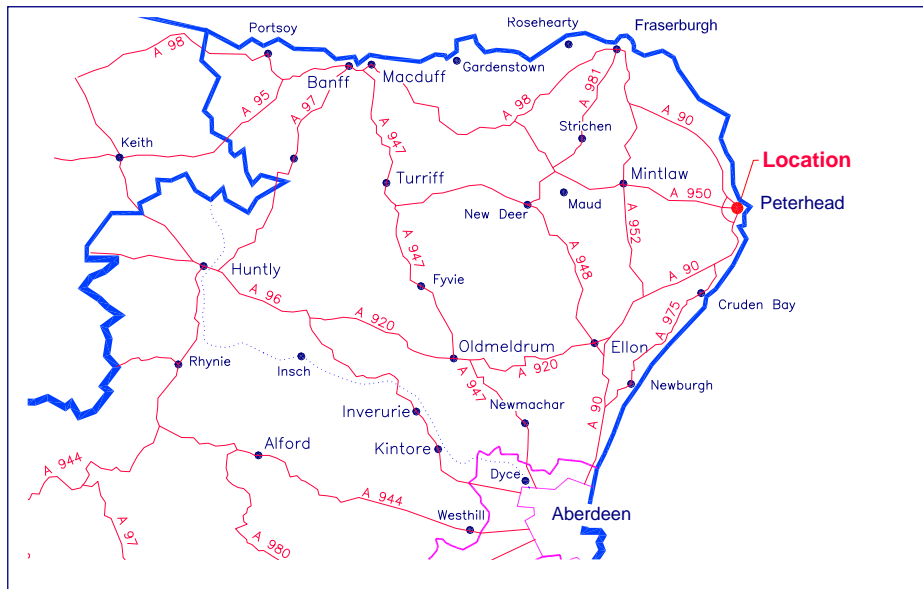 Portsoy
Rosehearty
Fraserburgh
A 98
Gardenstown
Banff
Macduff
A 95
A 97
A 98
A 981
A 90
Strichen
A 947
Keith
Location
Turriff
Mintlaw
A 950
Maud
Peterhead
New Deer
A 952
A 947
A 948
Huntly
A 90
Fyvie
A 96
Cruden Bay
A 975
A 920
Oldmeldrum
Ellon
Rhynie
Insch
A 920
A 947
Newburgh
Newmachar
Inverurie
A 90
Alford
Kintore
A 944
Dyce
A 944
Westhill
Aberdeen
A 97
A 980